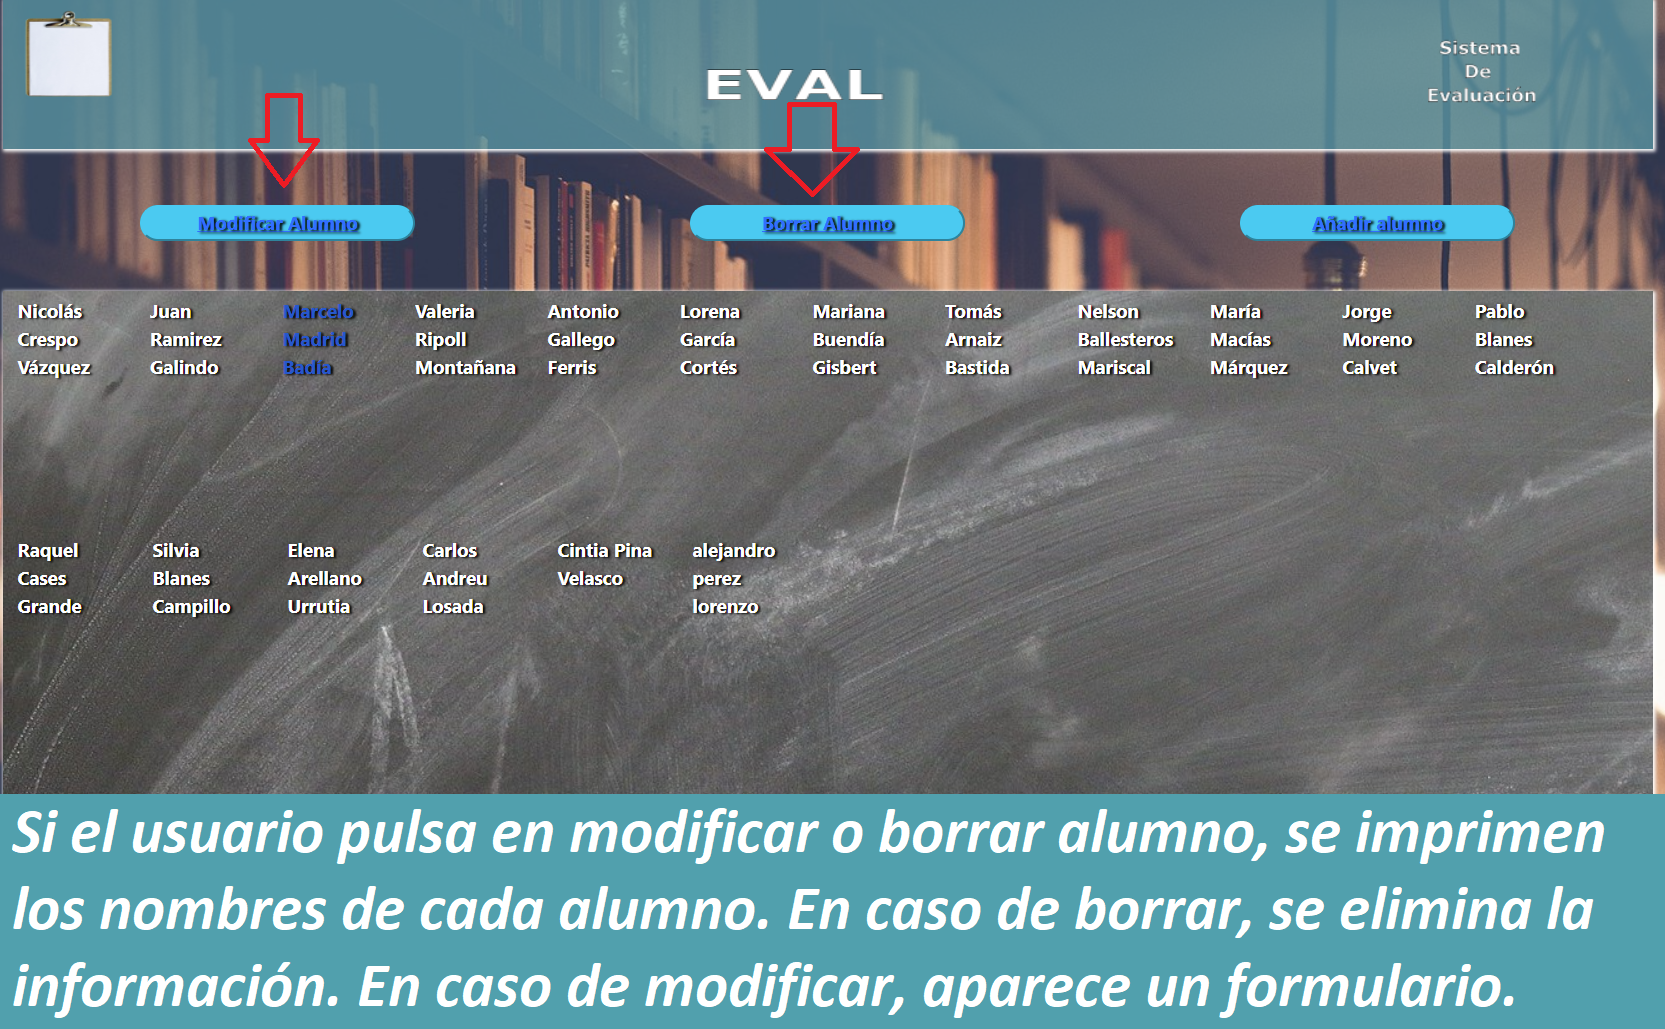 EVAL
Sistema
De
Evaluación
Modificar Alumno
Borrar Alumno
Añadir alumno
Nicolás
Crespo
Vázquez
Juan
Ramirez
Galindo
Marcelo
Madrid
Badía
Valeria
Ripoll
Montañana
Antonio
Gallego
Ferris
Lorena
García
Cortés
Mariana
Buendía
Gisbert
Tomás
Arnaiz
Bastida
Nelson
Ballesteros
Mariscal
María
Macías
Márquez
Jorge
Moreno
Calvet
Pablo
Blanes
Calderón
Raquel
Cases
Grande
Silvia
Blanes
Campillo
Elena
Arellano
Urrutia
Carlos
Andreu
Losada
Cintia Pina
Velasco
alejandro
perez
lorenzo
Si el usuario pulsa en modificar o borrar alumno, se imprimen
los nombres de cada alumno. En caso de borrar, se elimina la
información. En caso de modificar, aparece un formulario.